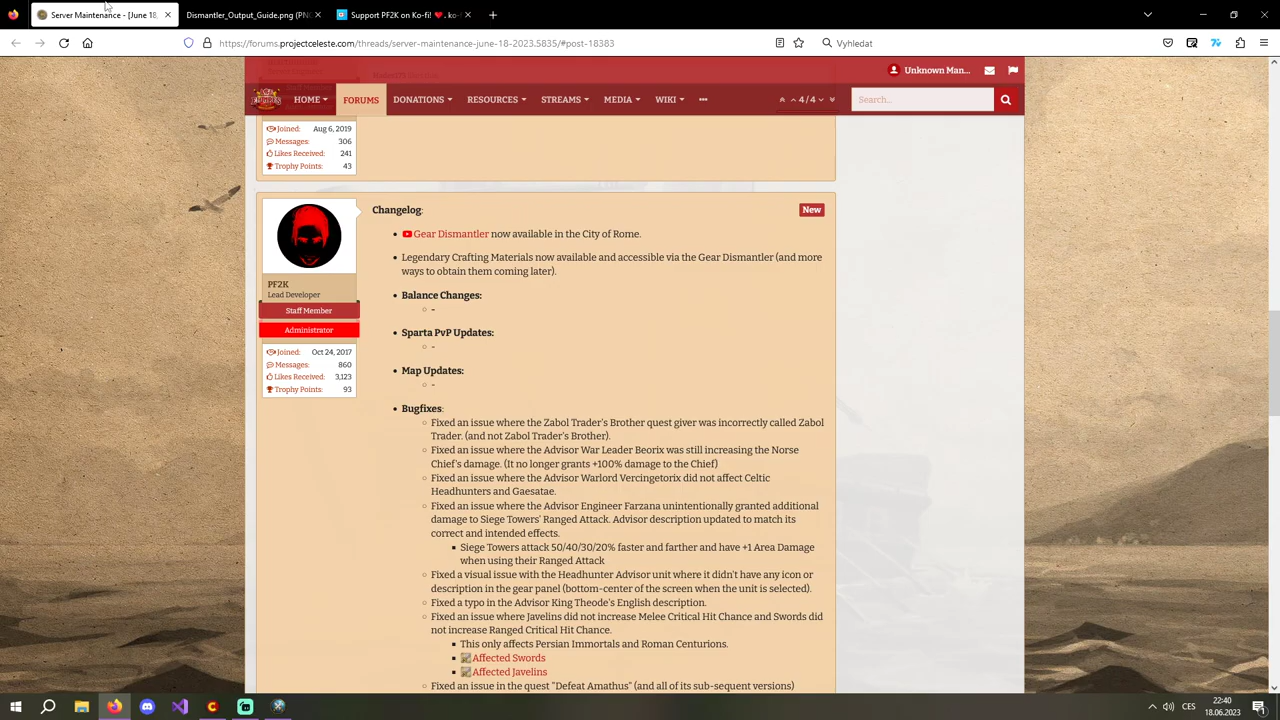 Server Maintenance - [June 18,
Dismantler_Output_Guide.png (PN
Support PF2K on Ko-fi! ❤. ko-
https://forums.projectceleste.com/threads/server-maintenance-june-18-2023.5835/#post-18383
Vyhledat
Unknown Man...
HOME
FORUMS
DONATIONS
RESOURCES
STREAMS
MEDIA
WIKI
4/4
Search...
Joined: Aug 6, 2019
Messages: 306
Likes Received: 241
Trophy Points: 43
Changelog:
New
Gear Dismantler now available in the City of Rome.
Legendary Crafting Materials now available and accessible via the Gear Dismantler (and more
ways to obtain them coming later).
PF2K
Lead Developer
Staff Member
Administrator
Joined: Oct 24, 2017
Messages: 860
Likes Received: 3,123
Trophy Points: 93
Balance Changes:
-
Sparta PvP Updates:
-
Map Updates:
-
Bugfixes:
Fixed an issue where the Zabol Trader's Brother quest giver was incorrectly called Zabol
Trader. (and not Zabol Trader's Brother).
Fixed an issue where the Advisor War Leader Beorix was still increasing the Norse
Chief's damage. (It no longer grants +100% damage to the Chief)
Fixed an issue where the Advisor Warlord Vercingetorix did not affect Celtic
Headhunters and Gaesatae.
Fixed an issue where the Advisor Engineer Farzana unintentionally granted additional
damage to Siege Towers' Ranged Attack. Advisor description updated to match its
correct and intended effects.
Siege Towers attack 50/40/30/20% faster and farther and have +1 Area Damage
when using their Ranged Attack
Fixed a visual issue with the Headhunter Advisor unit where it didn't have any icon or
description in the gear panel (bottom-center of the screen when the unit is selected).
Fixed a typo in the Advisor King Theode's English description.
Fixed an issue where Javelins did not increase Melee Critical Hit Chance and Swords did
not increase Ranged Critical Hit Chance.
This only affects Persian Immortals and Roman Centurions.
Affected Swords
Affected Javelins
Fixed an issue in the quest "Defeat Amathus" (and all of its sub-sequent versions)
CES
22:40
18.06.2023